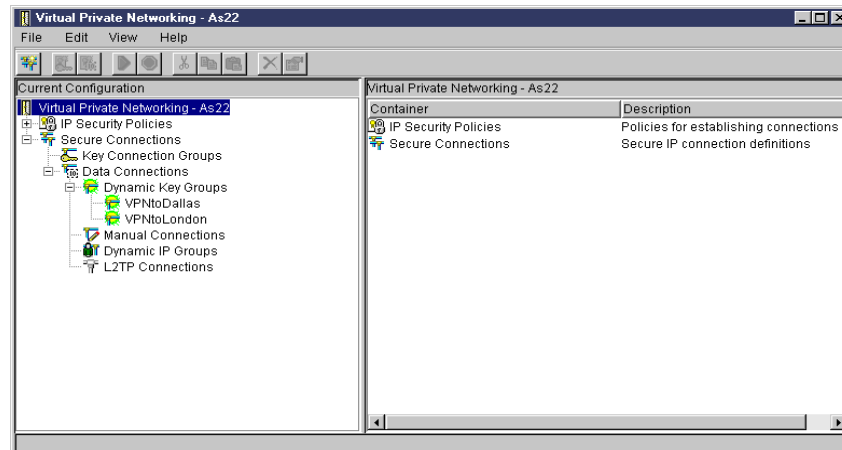 Virtual Private Networking - As22
File Edit View Help
Current Configuration
Virtual Private Networking - As22
IP Security Policies
Secure Connections
Key Connection Groups
Data Connections
Dynamic Key Groups
VPNtoDallas
VPNtoLondon
Manual Connections
Dynamic IP Groups
L2TP Connections
Virtual Private Networking - As22
Container Description
IP Security Policies Policies for establishing connections
Secure Connections Secure IP connection definitions